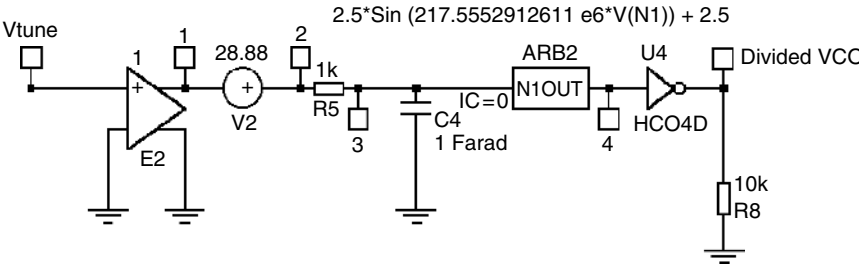 2.5*Sin (217.5552912611 e6*V(N1)) + 2.5
Vtune
1
1
28.88
2
1k
ARB2
U4
Divided VCO
+
+
R5
IC=0
N1OUT
V2
C4
HCO4D
3
4
1 Farad
E2
10k
R8